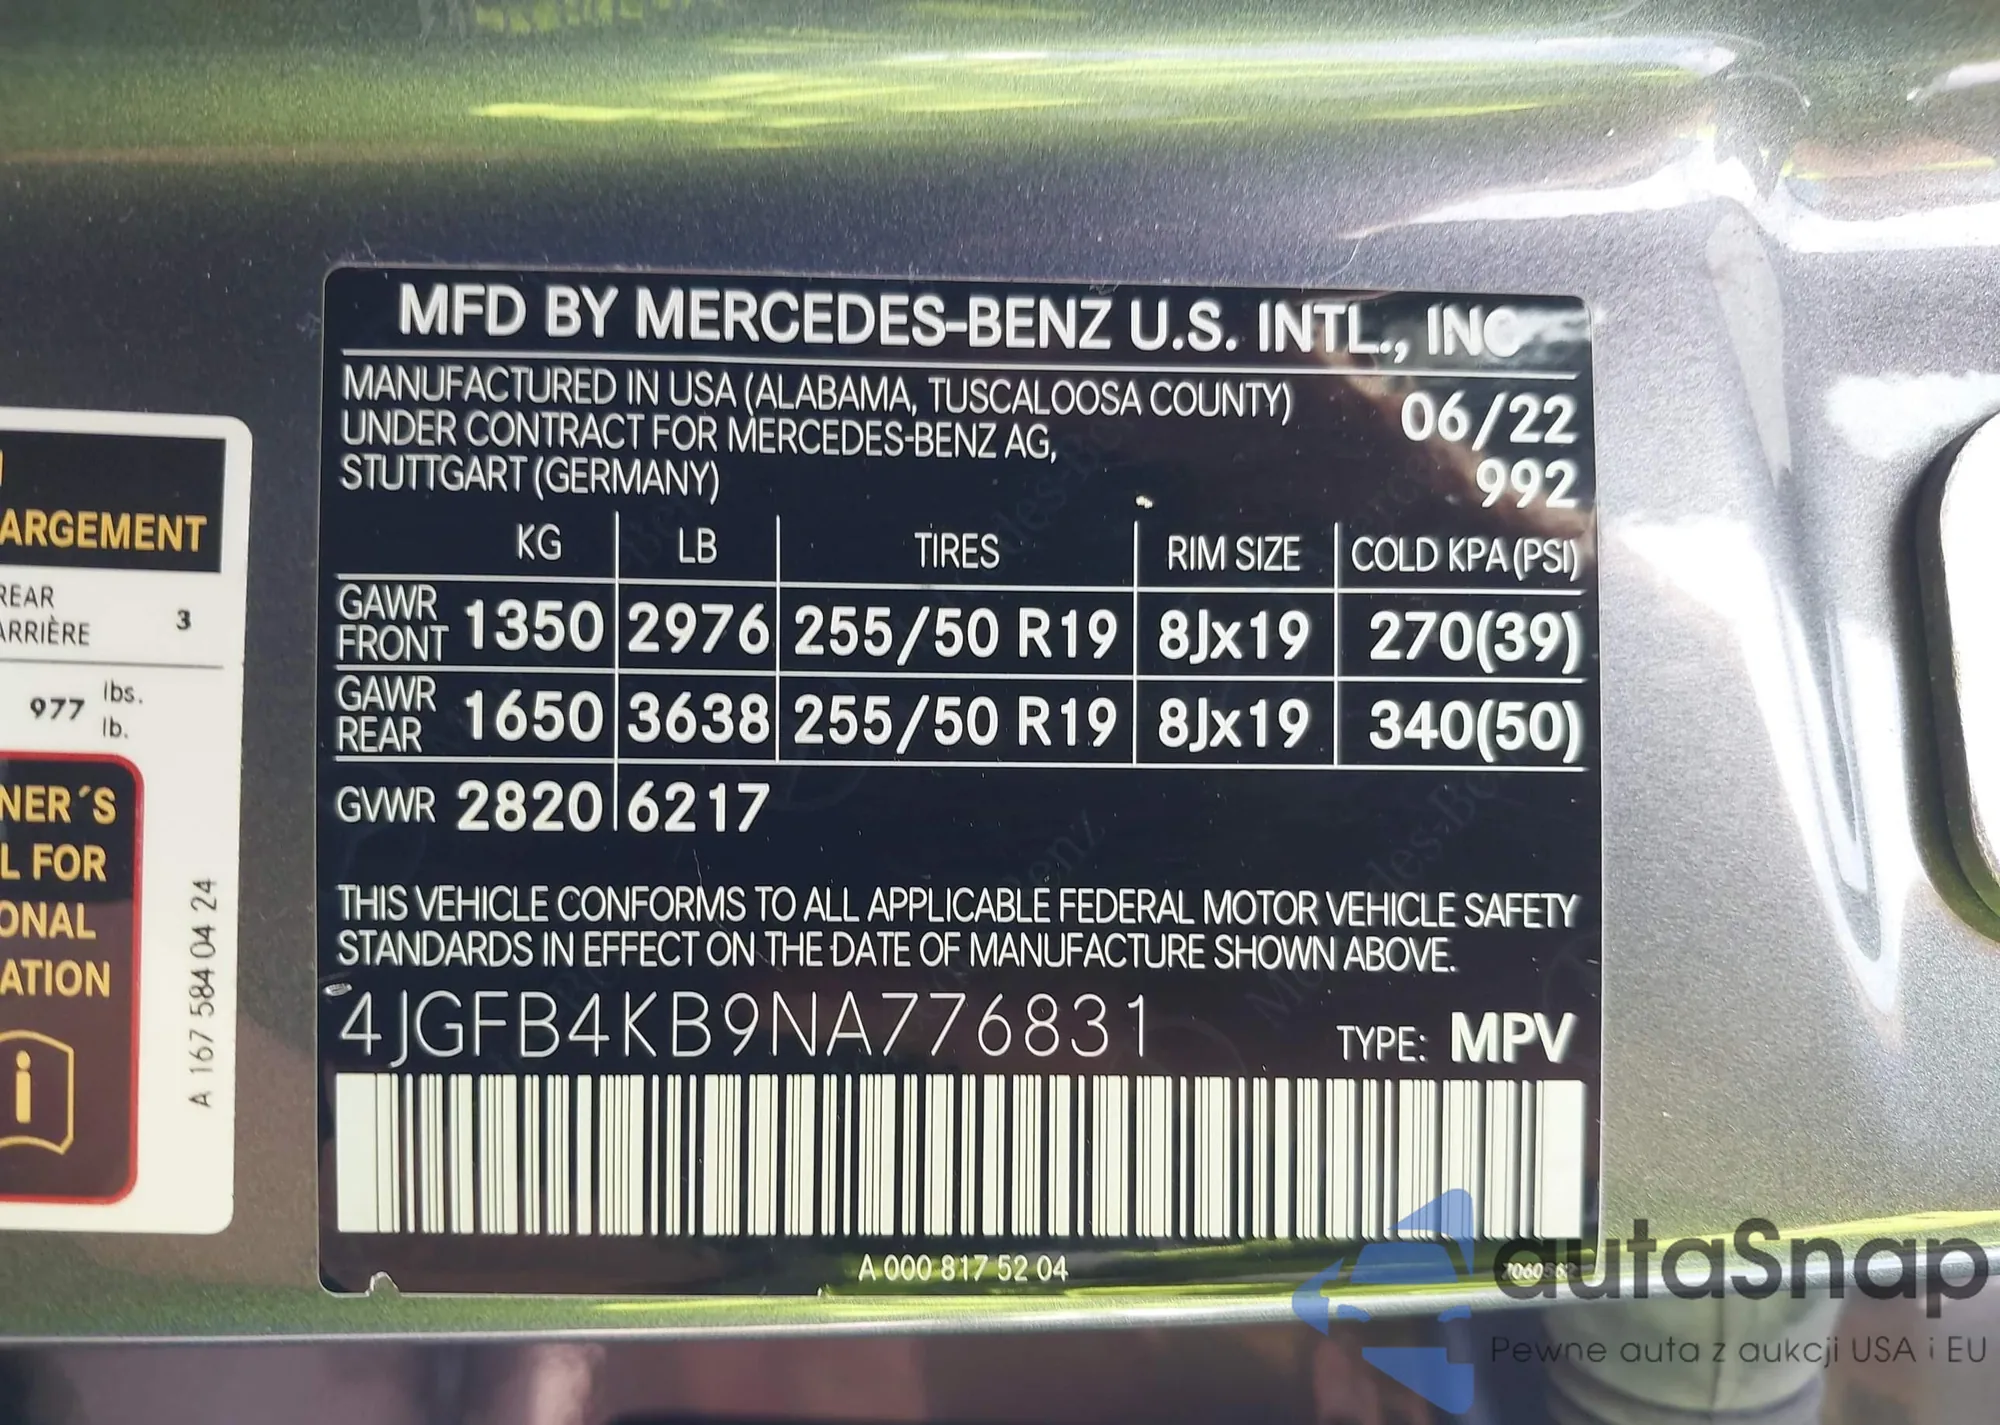 MFD BY MERCEDES-BENZ U.S. INTL., INC
MANUFACTURED IN USA (ALABAMA, TUSCALOOSA COUNTY)
UNDER CONTRACT FOR MERCEDES-BENZ AG,
STUTTGART (GERMANY)
06/22
992
KG LB TIRES RIM SIZE COLD KPA(PSI)
GAWR FRONT 1350 2976 255/50 R19 8Jx19 270(39)
GAWR REAR 1650 3638 255/50 R19 8Jx19 340(50)
GVWR 2820 6217
THIS VEHICLE CONFORMS TO ALL APPLICABLE FEDERAL MOTOR VEHICLE SAFETY
STANDARDS IN EFFECT ON THE DATE OF MANUFACTURE SHOWN ABOVE.
4JGFB4KB9NA776831 TYPE: MPV
A 000 817 52 04
ARGEMENT
REAR
ARRIÈRE 3
977 lbs.
lb.
NER´S
L FOR
ONAL
ATION
i
A 167 584 04 24
autaSnap
Pewne auta z aukcji USA i EU